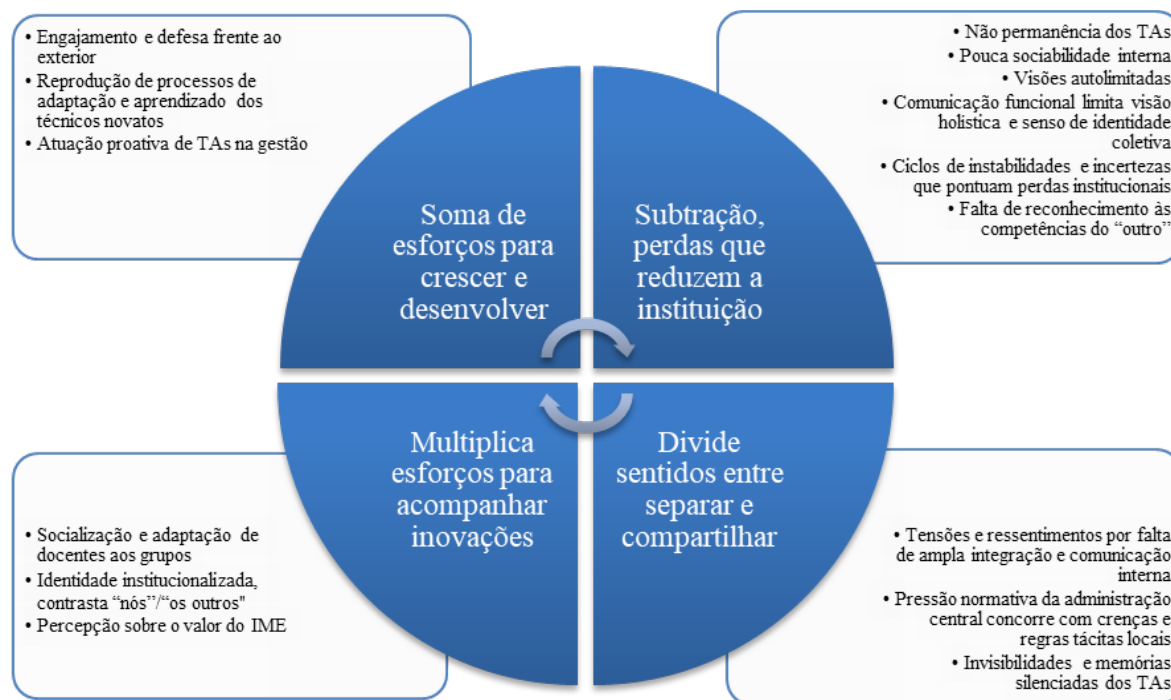 • Engajamento e defesa frente ao
exterior
• Reprodução de processos de
adaptação e aprendizado dos
técnicos novatos
• Atuação proativa de TAs na gestão
• Não permanência dos TAs
• Pouca sociabilidade interna
• Visões autolimitadas
• Comunicação funcional limita visão
holistica e senso de identidade
coletiva
• Ciclos de instabilidades e incertezas
que pontuam perdas institucionais
• Falta de reconhecimento às
competências do “outro”
Soma de
esforços para
crescer e
desenvolver
Subtração,
perdas que
reduzem a
instituição
Multiplica
esforços para
acompanhar
inovações
Divide
sentidos entre
separar e
compartilhar
• Socialização e adaptação de
docentes aos grupos
• Identidade institucionalizada,
contrasta “nós”/“os outros"
• Percepção sobre o valor do IME
• Tensões e ressentimentos por falta
de ampla integração e comunicação
interna
• Pressão normativa da administração
central concorre com crenças e
regras tácitas locais
• Invisibilidades e memórias
silenciadas dos TAs